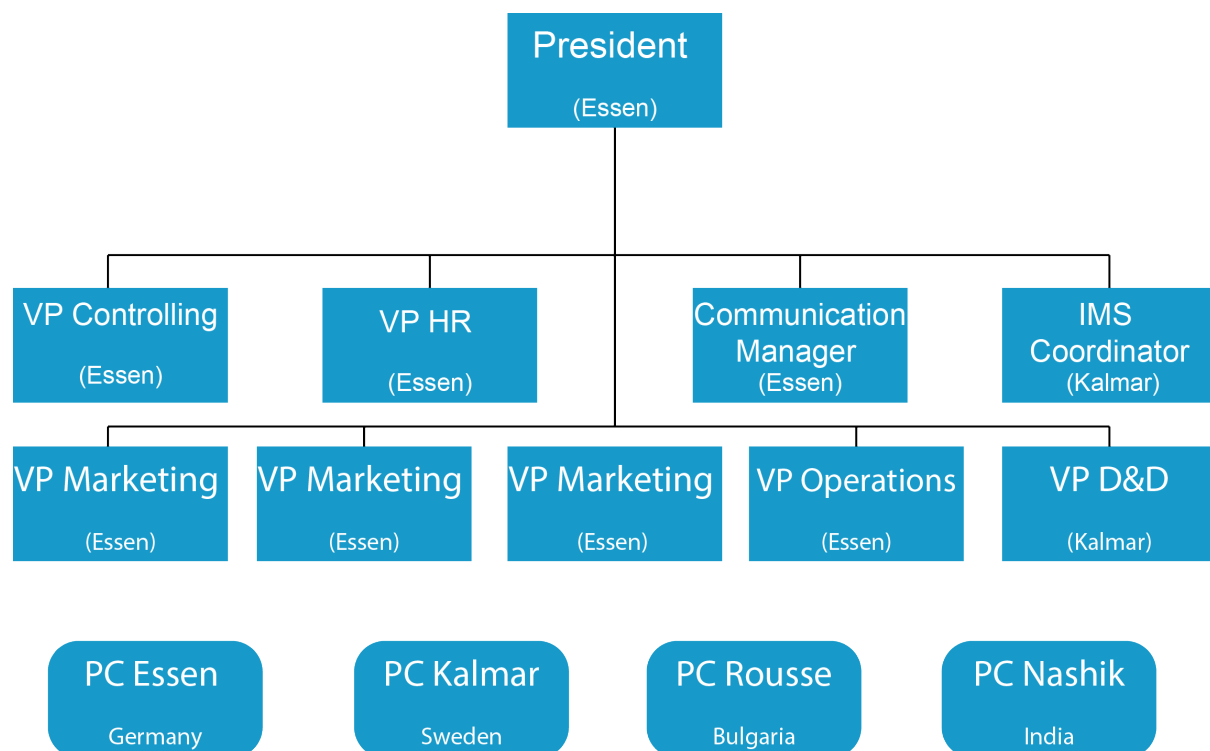 President
(Essen)
VP Controlling
(Essen)
VP HR
(Essen)
Communication
Manager
(Essen)
IMS
Coordinator
(Kalmar)
VP Marketing
(Essen)
VP Marketing
(Essen)
VP Marketing
(Essen)
VP Operations
(Essen)
VP D&D
(Kalmar)
PC Essen
Germany
PC Kalmar
Sweden
PC Rousse
Bulgaria
PC Nashik
India